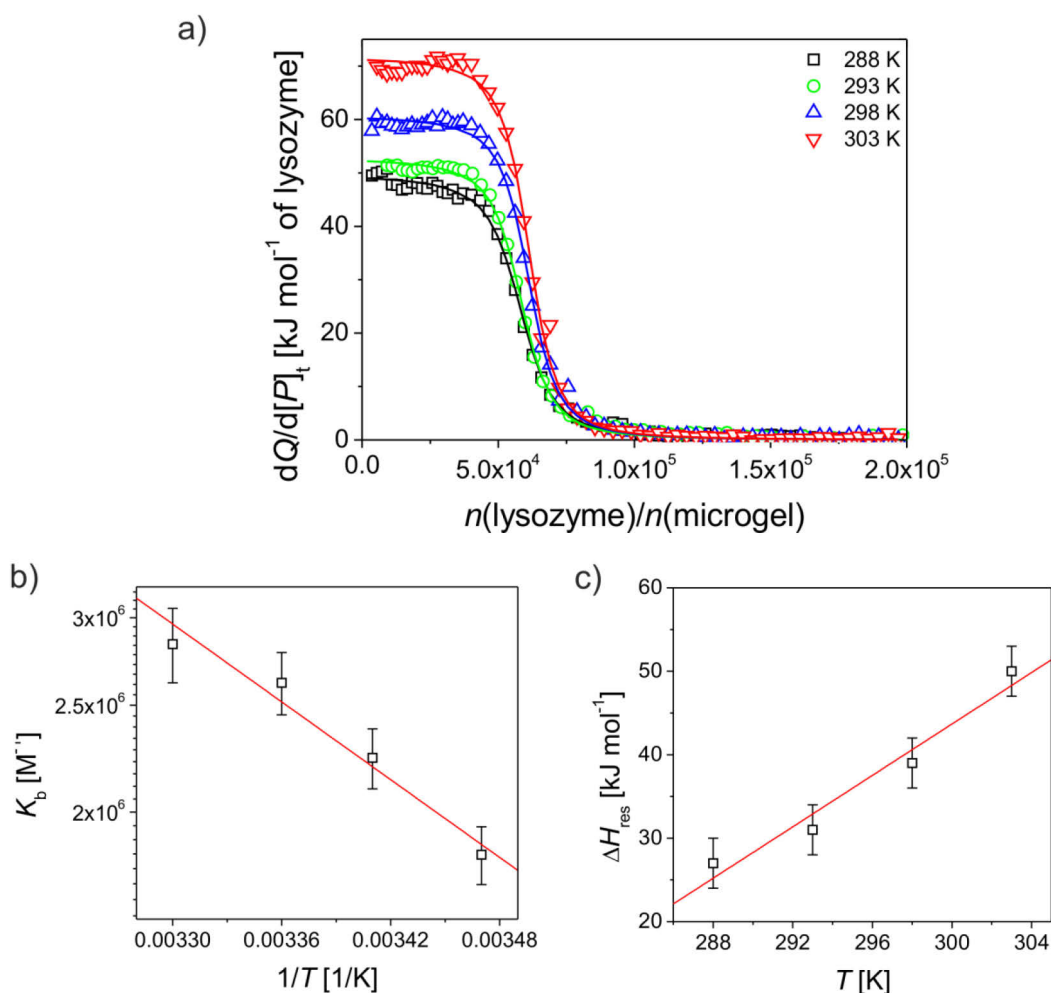 a)
dQ/d[P]ₜ [kJ mol⁻¹ of lysozyme]
60
40
20
0
288 K
293 K
298 K
303 K
0.0
5.0x10⁴
1.0x10⁵
1.5x10⁵
2.0x10⁵
n(lysozyme)/n(microgel)
b)
K_b [M⁻¹]
3x10⁶
2.5x10⁶
2x10⁶
0.00330
0.00336
0.00342
0.00348
1/T [1/K]
c)
ΔH_res [kJ mol⁻¹]
60
50
40
30
20
288
292
296
300
304
T [K]